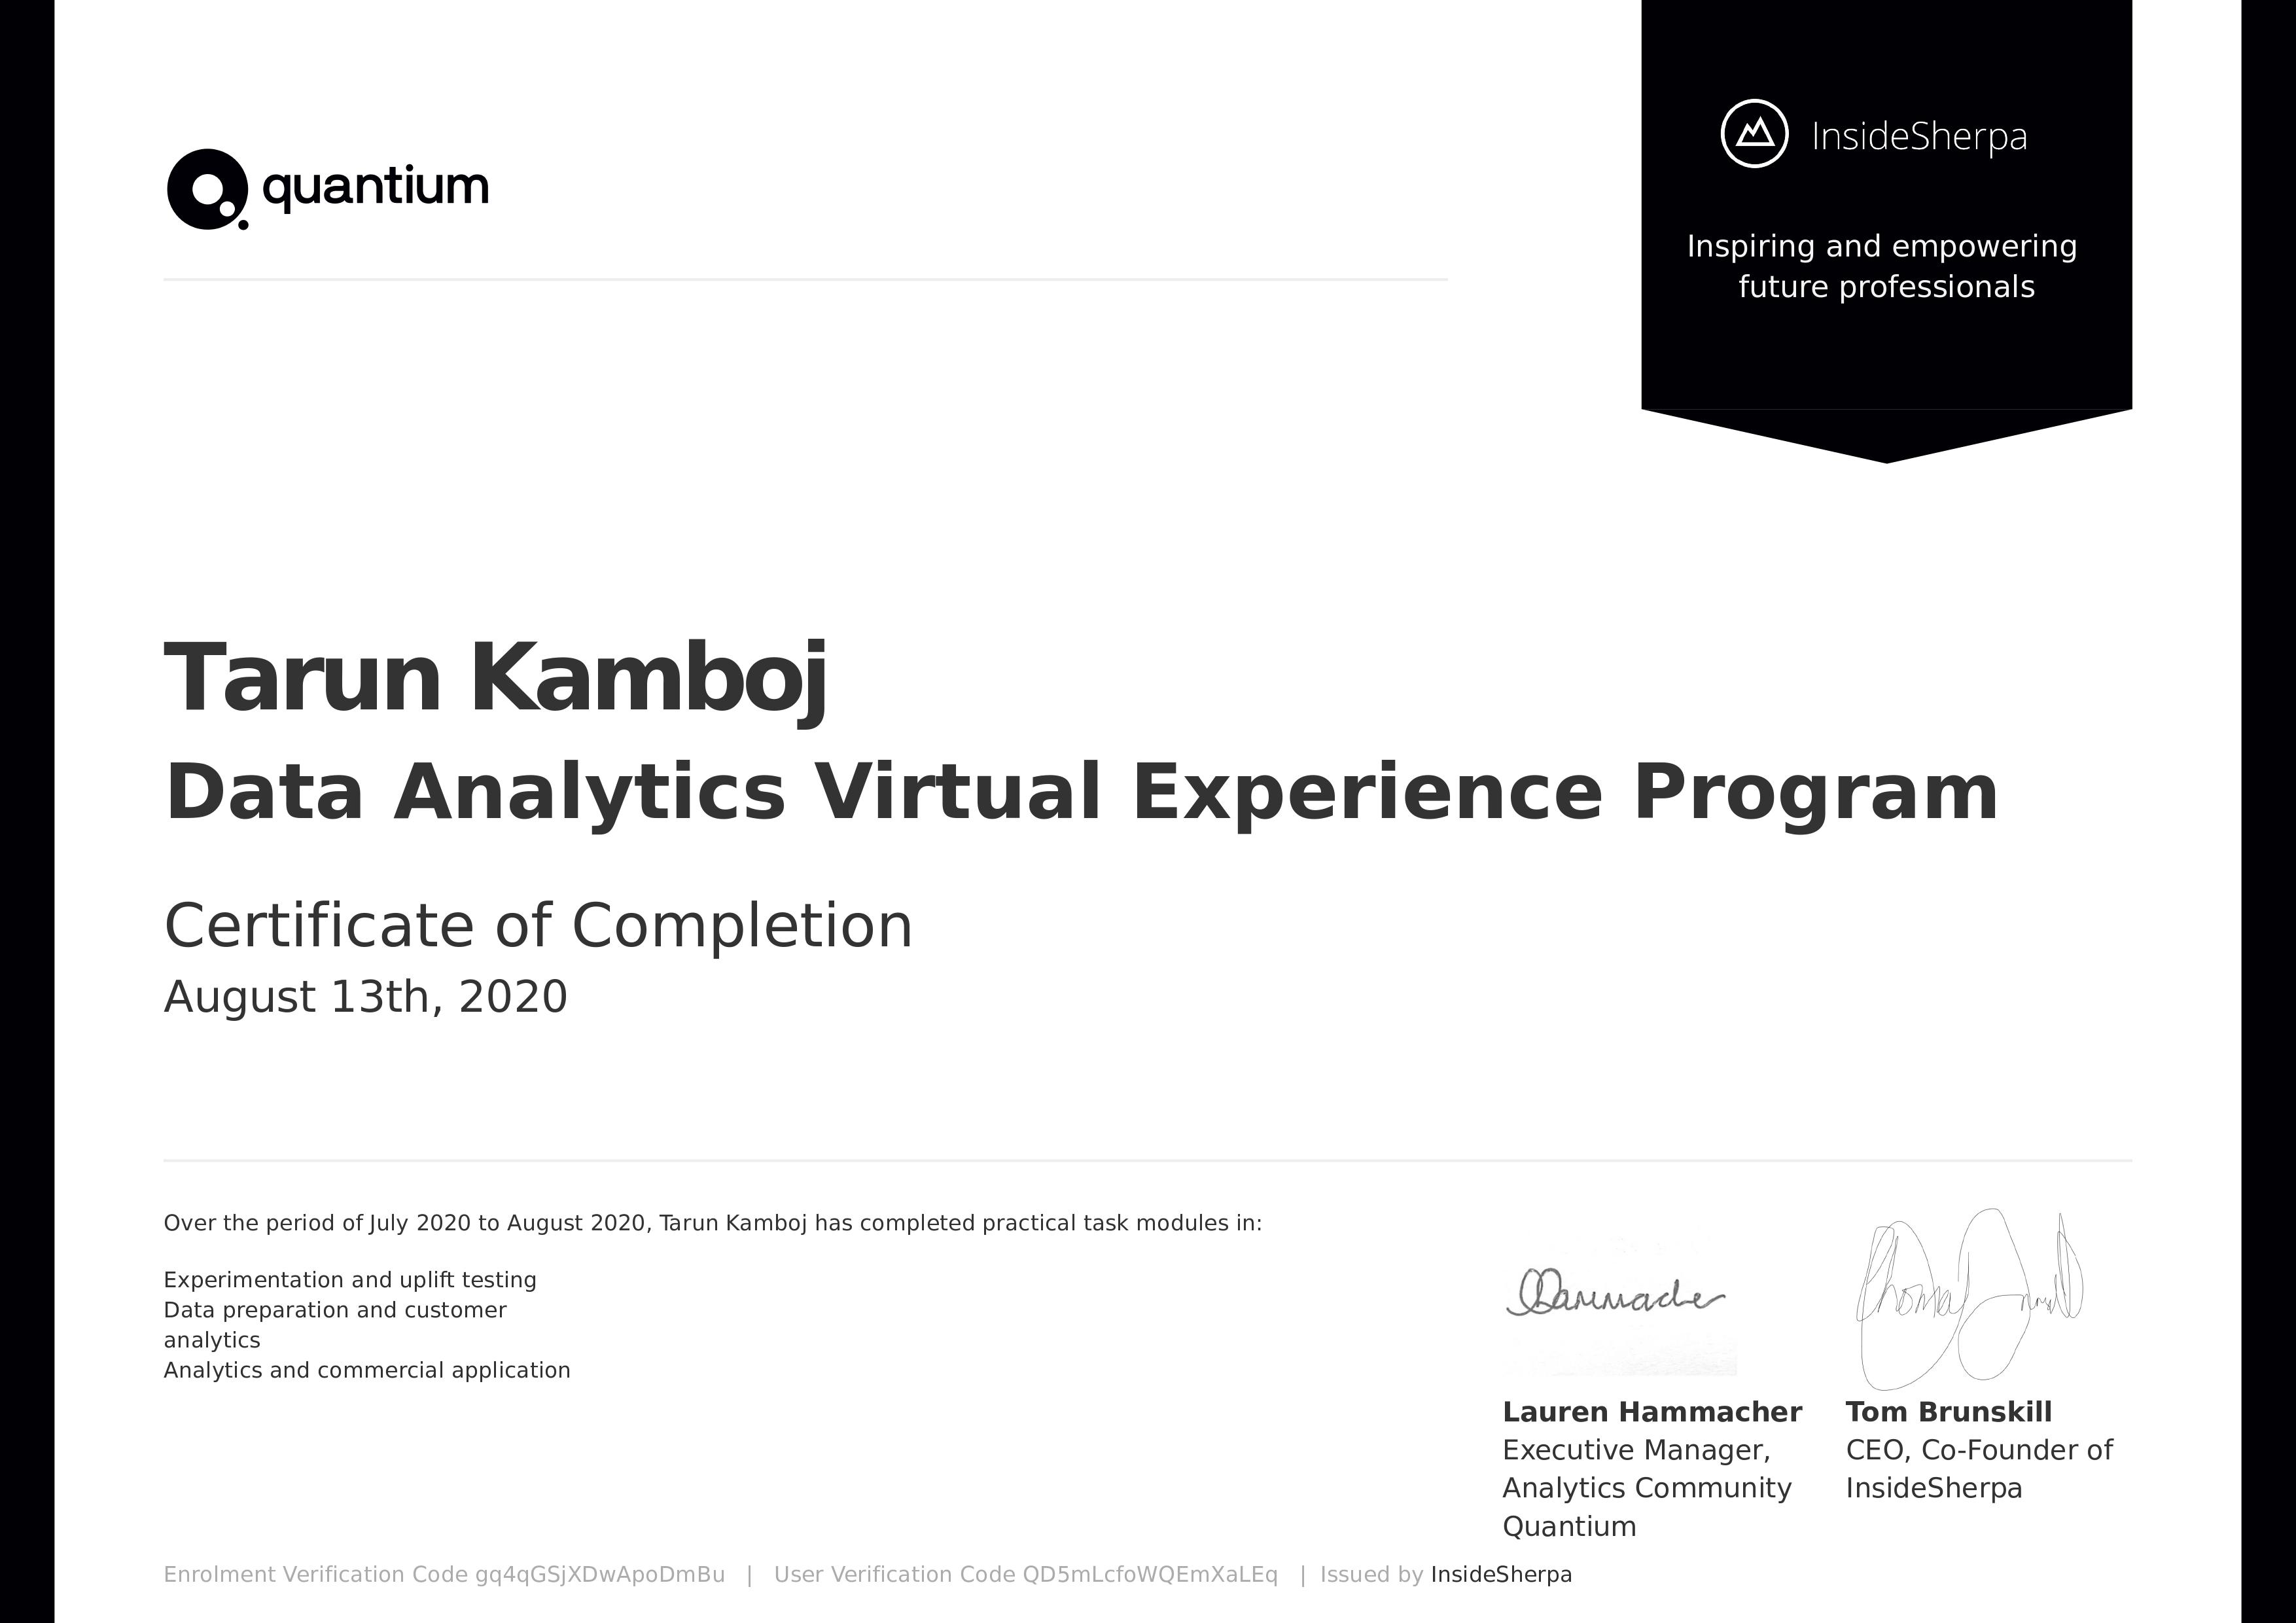 quantium
InsideSherpa
Inspiring and empowering
future professionals
Tarun Kamboj
Data Analytics Virtual Experience Program
Certificate of Completion
August 13th, 2020
Over the period of July 2020 to August 2020, Tarun Kamboj has completed practical task modules in:
Experimentation and uplift testing
Data preparation and customer
analytics
Analytics and commercial application
Lauren Hammacher
Executive Manager,
Analytics Community
Quantium
Tom Brunskill
CEO, Co-Founder of
InsideSherpa
Enrolment Verification Code gq4qGSjXDwApoDmBu | User Verification Code QD5mLcfoWQEmXaLEq | Issued by InsideSherpa